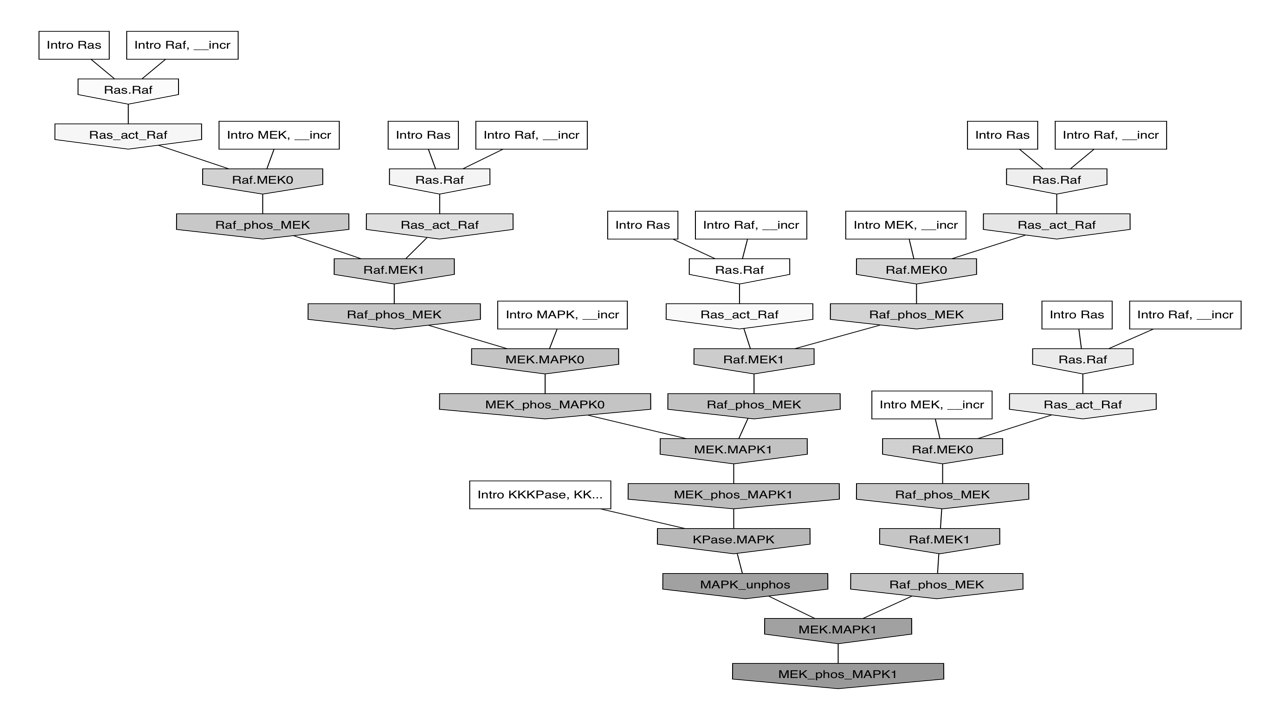 Intro Ras
Intro Raf, __incr
Ras.Raf
Ras_act_Raf
Intro MEK, __incr
Intro Ras
Intro Raf, __incr
Intro Ras
Intro Raf, __incr
Raf.MEK0
Ras.Raf
Ras.Raf
Raf_phos_MEK
Ras_act_Raf
Intro Ras
Intro Raf, __incr
Intro MEK, __incr
Ras_act_Raf
Raf.MEK1
Ras.Raf
Raf.MEK0
Raf_phos_MEK
Intro MAPK, __incr
Ras_act_Raf
Raf_phos_MEK
Intro Ras
Intro Raf, __incr
MEK.MAPK0
Raf.MEK1
Ras.Raf
MEK_phos_MAPK0
Raf_phos_MEK
Intro MEK, __incr
Ras_act_Raf
MEK.MAPK1
Raf.MEK0
Intro KKKPase, KK...
MEK_phos_MAPK1
Raf_phos_MEK
KPase.MAPK
Raf.MEK1
MAPK_unphos
Raf_phos_MEK
MEK.MAPK1
MEK_phos_MAPK1